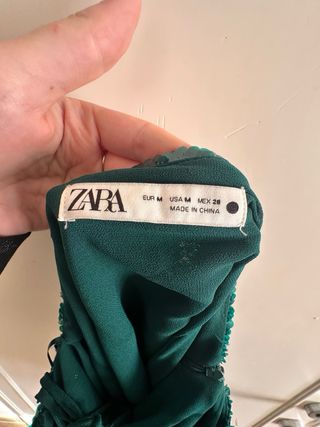 ZARA
EUR M USA M MEX 28
MADE IN CHINA